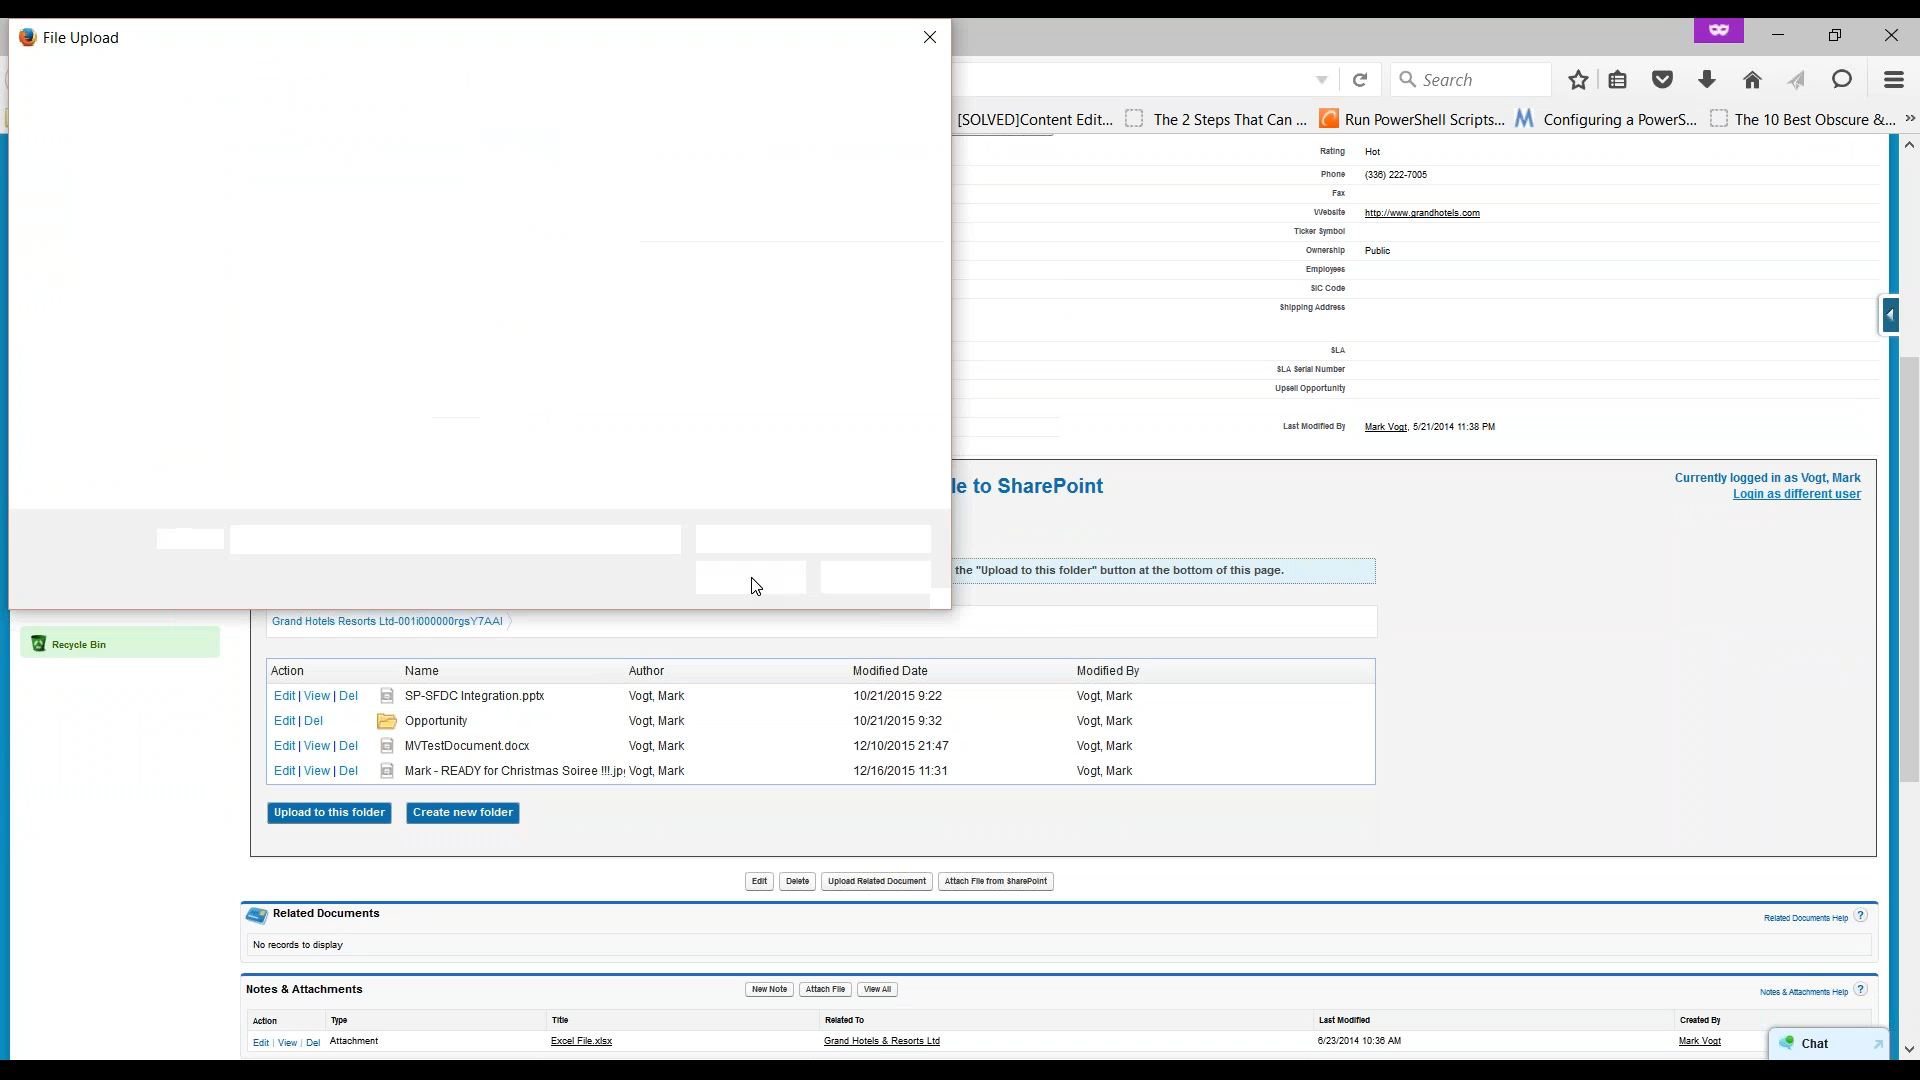 File Upload
Search
[SOLVED]Content Edit... The 2 Steps That Can ... Run PowerShell Scripts... Configuring a PowerS... The 10 Best Obscure &... »
Rating Hot
Phone (336) 222-7005
Fax
Website http://www.grandhotels.com
Ticker Symbol
Ownership Public
Employees
SIC Code
Shipping Address
SLA
SLA Serial Number
Upsell Opportunity
Last Modified By Mark Vogt, 5/21/2014 11:38 PM
le to SharePoint
Currently logged in as Vogt, Mark
Login as different user
the "Upload to this folder" button at the bottom of this page.
Grand Hotels Resorts Ltd-001i000000rgsY7AAI
Recycle Bin
Action Name Author Modified Date Modified By
Edit | View | Del SP-SFDC Integration.pptx Vogt, Mark 10/21/2015 9:22 Vogt, Mark
Edit | Del Opportunity Vogt, Mark 10/21/2015 9:32 Vogt, Mark
Edit | View | Del MVTestDocument.docx Vogt, Mark 12/10/2015 21:47 Vogt, Mark
Edit | View | Del Mark - READY for Christmas Soiree !!!.jp Vogt, Mark 12/16/2015 11:31 Vogt, Mark
Upload to this folder Create new folder
Edit Delete Upload Related Document Attach File from SharePoint
Related Documents Related Documents Help ?
No records to display
Notes & Attachments New Note Attach File View All Notes & Attachments Help ?
Action Type Title Related To Last Modified Created By
Edit | View | Del Attachment Excel File.xlsx Grand Hotels & Resorts Ltd 6/23/2014 10:36 AM Mark Vogt
Chat